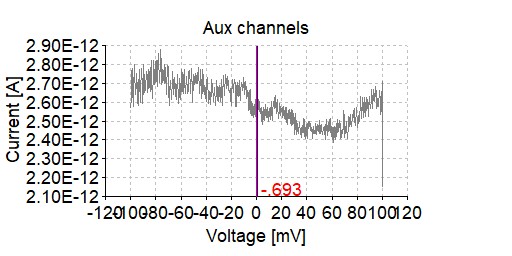 Aux channels
2.90E-12
2.80E-12
2.70E-12
2.60E-12
2.50E-12
2.40E-12
2.30E-12
2.20E-12
2.10E-12
Current [A]
-.693
-120 -100 -80 -60 -40 -20 0 20 40 60 80 100 120
Voltage [mV]